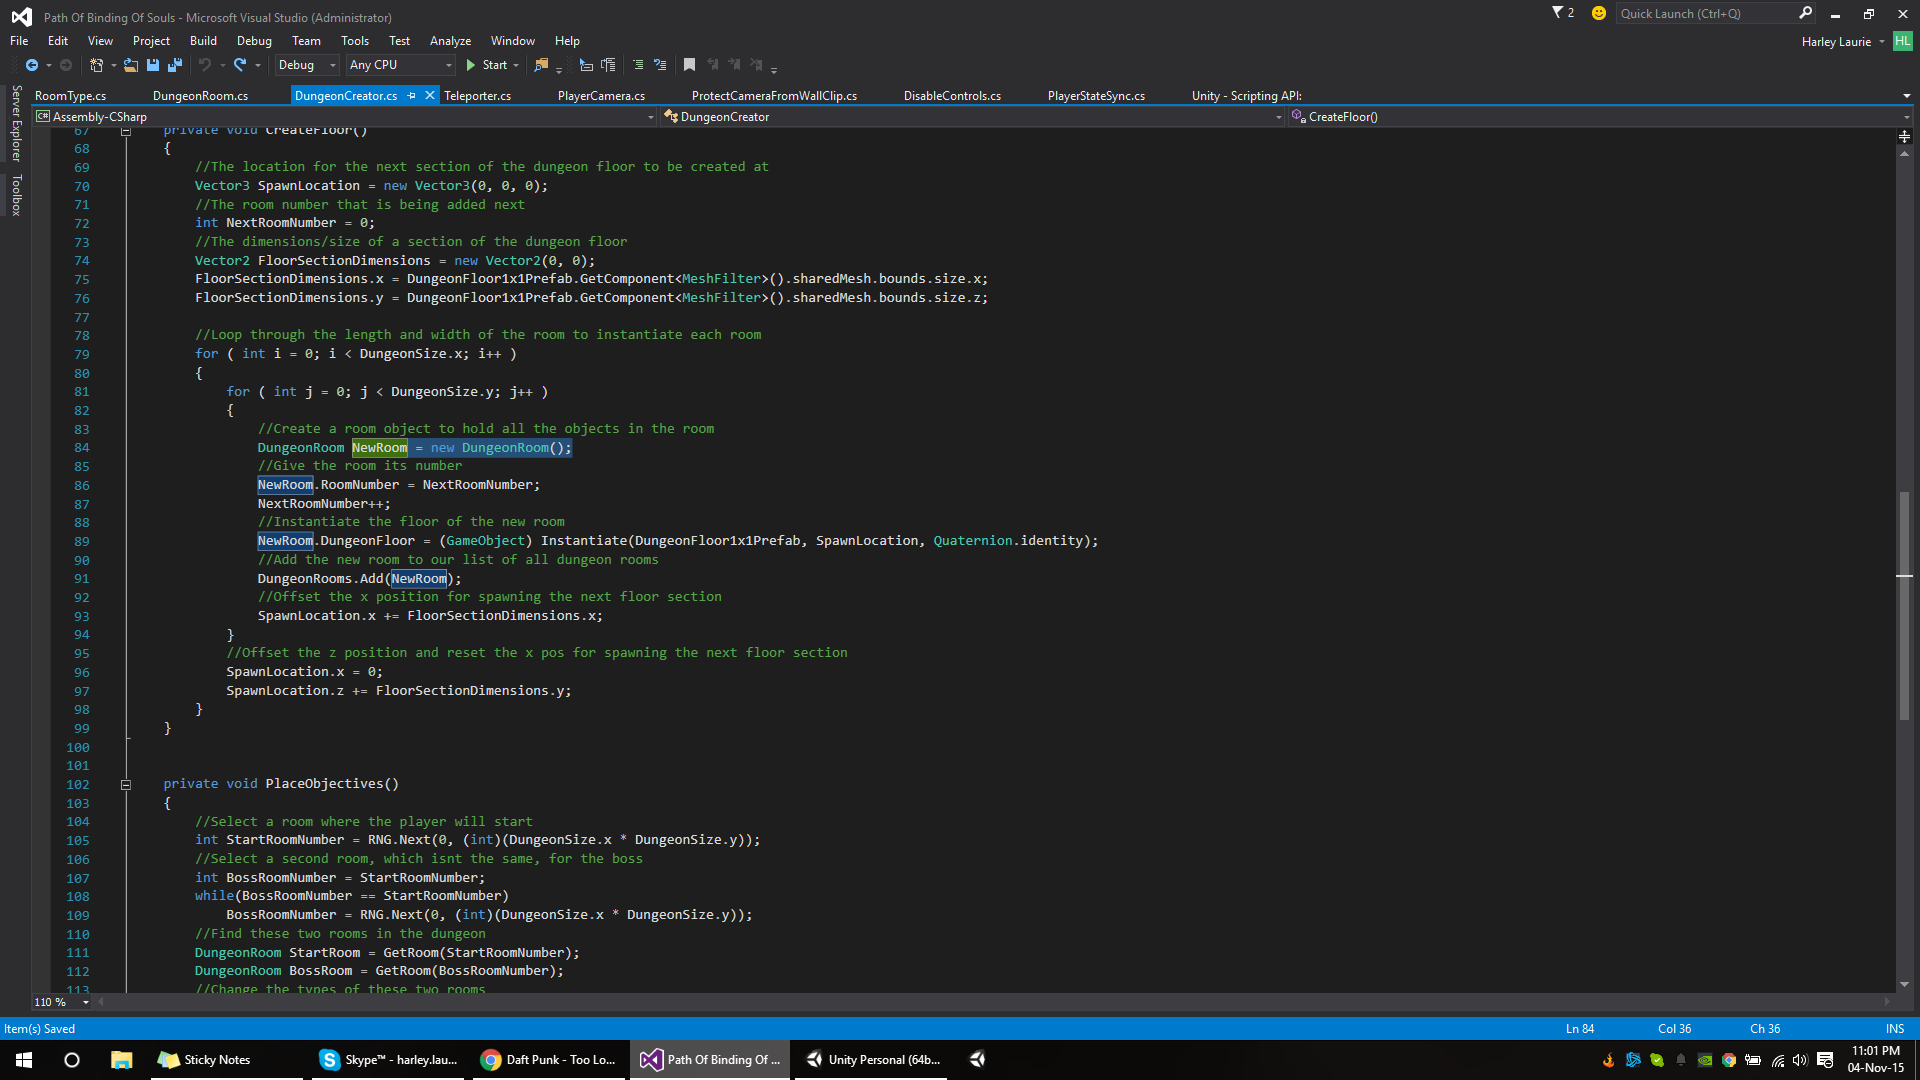 Path Of Binding Of Souls - Microsoft Visual Studio (Administrator)
2
Quick Launch (Ctrl+Q)
File Edit View Project Build Debug Team Tools Test Analyze Window Help
Harley Laurie HL
Debug Any CPU Start
Server Explorer
Toolbox
RoomType.cs DungeonRoom.cs DungeonCreator.cs Teleporter.cs PlayerCamera.cs ProtectCameraFromWallClip.cs DisableControls.cs PlayerStateSync.cs Unity - Scripting API:
C# Assembly-CSharp DungeonCreator CreateFloor()
67 private void CreateFloor()
68 {
69 //The location for the next section of the dungeon floor to be created at
70 Vector3 SpawnLocation = new Vector3(0, 0, 0);
71 //The room number that is being added next
72 int NextRoomNumber = 0;
73 //The dimensions/size of a section of the dungeon floor
74 Vector2 FloorSectionDimensions = new Vector2(0, 0);
75 FloorSectionDimensions.x = DungeonFloor1x1Prefab.GetComponent<MeshFilter>().sharedMesh.bounds.size.x;
76 FloorSectionDimensions.y = DungeonFloor1x1Prefab.GetComponent<MeshFilter>().sharedMesh.bounds.size.z;
77
78 //Loop through the length and width of the room to instantiate each room
79 for ( int i = 0; i < DungeonSize.x; i++ )
80 {
81 for ( int j = 0; j < DungeonSize.y; j++ )
82 {
83 //Create a room object to hold all the objects in the room
84 DungeonRoom NewRoom = new DungeonRoom();
85 //Give the room its number
86 NewRoom.RoomNumber = NextRoomNumber;
87 NextRoomNumber++;
88 //Instantiate the floor of the new room
89 NewRoom.DungeonFloor = (GameObject) Instantiate(DungeonFloor1x1Prefab, SpawnLocation, Quaternion.identity);
90 //Add the new room to our list of all dungeon rooms
91 DungeonRooms.Add(NewRoom);
92 //Offset the x position for spawning the next floor section
93 SpawnLocation.x += FloorSectionDimensions.x;
94 }
95 //Offset the z position and reset the x pos for spawning the next floor section
96 SpawnLocation.x = 0;
97 SpawnLocation.z += FloorSectionDimensions.y;
98 }
99 }
100
101
102 private void PlaceObjectives()
103 {
104 //Select a room where the player will start
105 int StartRoomNumber = RNG.Next(0, (int)(DungeonSize.x * DungeonSize.y));
106 //Select a second room, which isnt the same, for the boss
107 int BossRoomNumber = StartRoomNumber;
108 while(BossRoomNumber == StartRoomNumber)
109 BossRoomNumber = RNG.Next(0, (int)(DungeonSize.x * DungeonSize.y));
110 //Find these two rooms in the dungeon
111 DungeonRoom StartRoom = GetRoom(StartRoomNumber);
112 DungeonRoom BossRoom = GetRoom(BossRoomNumber);
113 //Change the types of these two rooms
110 %
Item(s) Saved Ln 84 Col 36 Ch 36 INS
Sticky Notes Skype™ - harley.lau... Daft Punk - Too Lo... Path Of Binding Of ... Unity Personal (64b...
11:01 PM
04-Nov-15